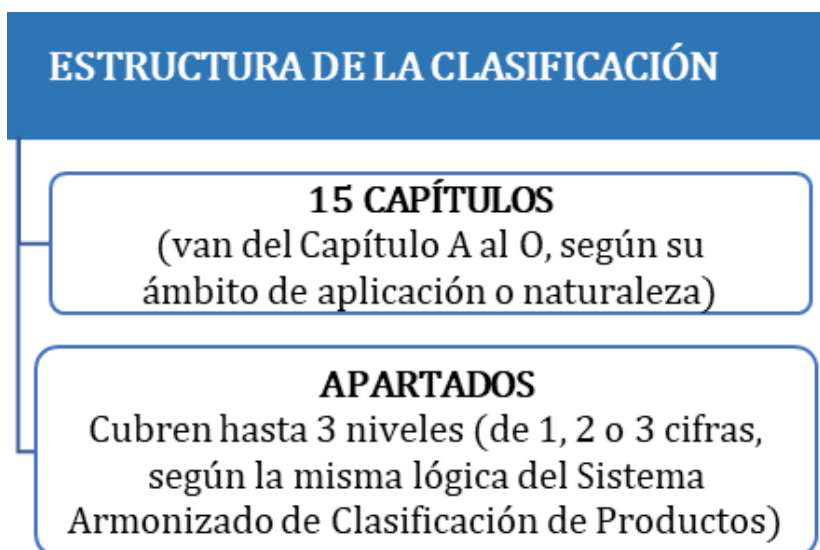 ESTRUCTURA DE LA CLASIFICACIÓN
15 CAPÍTULOS
(van del Capítulo A al O, según su
ámbito de aplicación o naturaleza)
APARTADOS
Cubren hasta 3 niveles (de 1, 2 o 3 cifras,
según la misma lógica del Sistema
Armonizado de Clasificación de Productos)